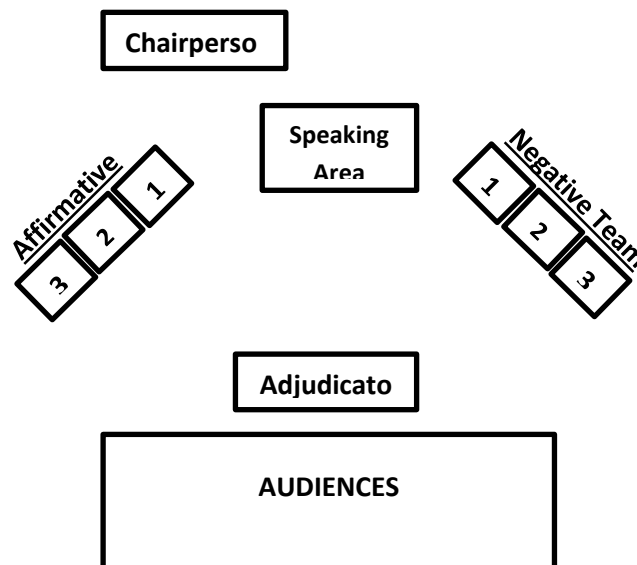 Chairperso
Speaking
Area
Affirmative
1
2
3
Negative Team
1
2
3
Adjudicato
AUDIENCES